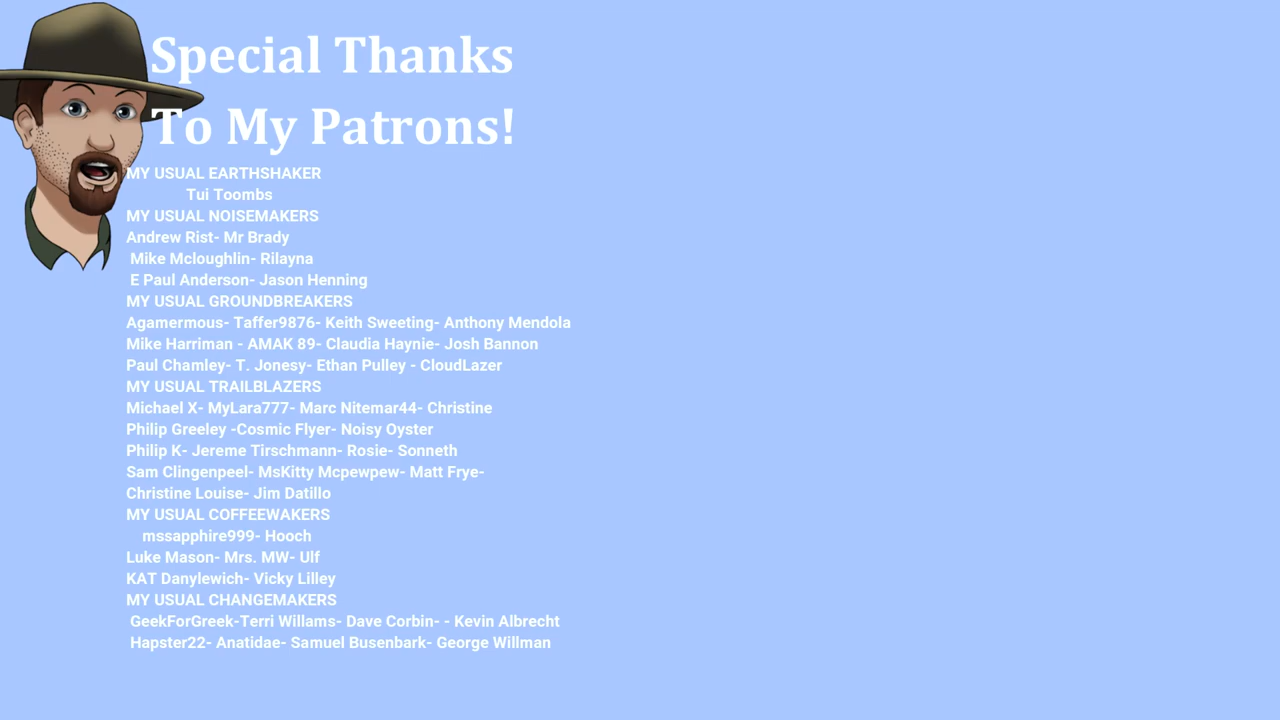 Special Thanks
To My Patrons!
MY USUAL EARTHSHAKER
Tui Toombs
MY USUAL NOISEMAKERS
Andrew Rist- Mr Brady
Mike Mcloughlin- Rilayna
E Paul Anderson- Jason Henning
MY USUAL GROUNDBREAKERS
Agamermous- Taffer9876- Keith Sweeting- Anthony Mendola
Mike Harriman - AMAK 89- Claudia Haynie- Josh Bannon
Paul Chamley- T. Jonesy- Ethan Pulley - CloudLazer
MY USUAL TRAILBLAZERS
Michael X- MyLara777- Marc Nitemar44- Christine
Philip Greeley -Cosmic Flyer- Noisy Oyster
Philip K- Jereme Tirschmann- Rosie- Sonneth
Sam Clingenpeel- MsKitty Mcpewpew- Matt Frye-
Christine Louise- Jim Datillo
MY USUAL COFFEEWAKERS
mssapphire999- Hooch
Luke Mason- Mrs. MW- Ulf
KAT Danylewich- Vicky Lilley
MY USUAL CHANGEMAKERS
GeekForGreek-Terri Willams- Dave Corbin- - Kevin Albrecht
Hapster22- Anatidae- Samuel Busenbark- George Willman